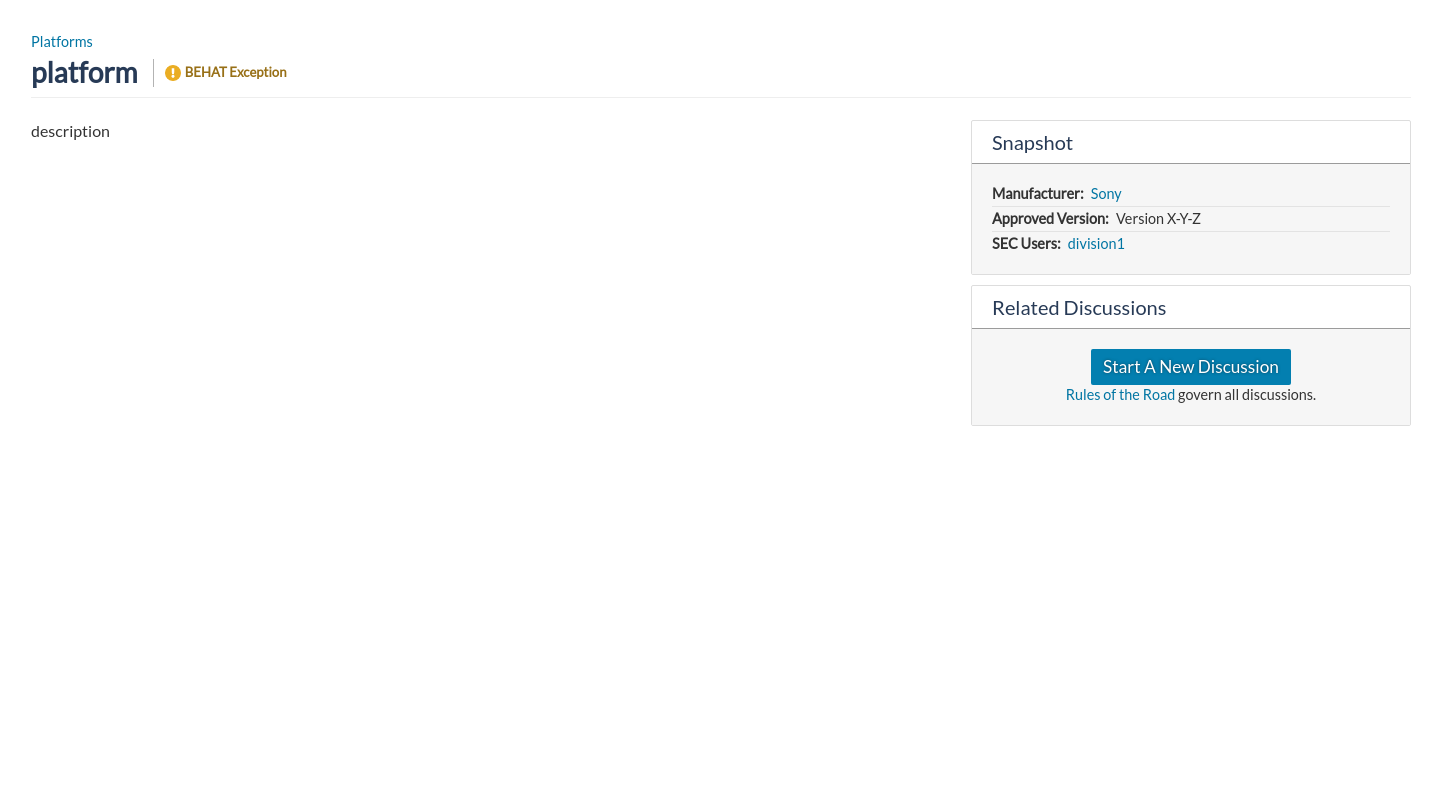 Platforms
platform
BEHAT Exception
description
Snapshot
Manufacturer: Sony
Approved Version: Version X-Y-Z
SEC Users: division1
Related Discussions
Start A New Discussion
Rules of the Road govern all discussions.